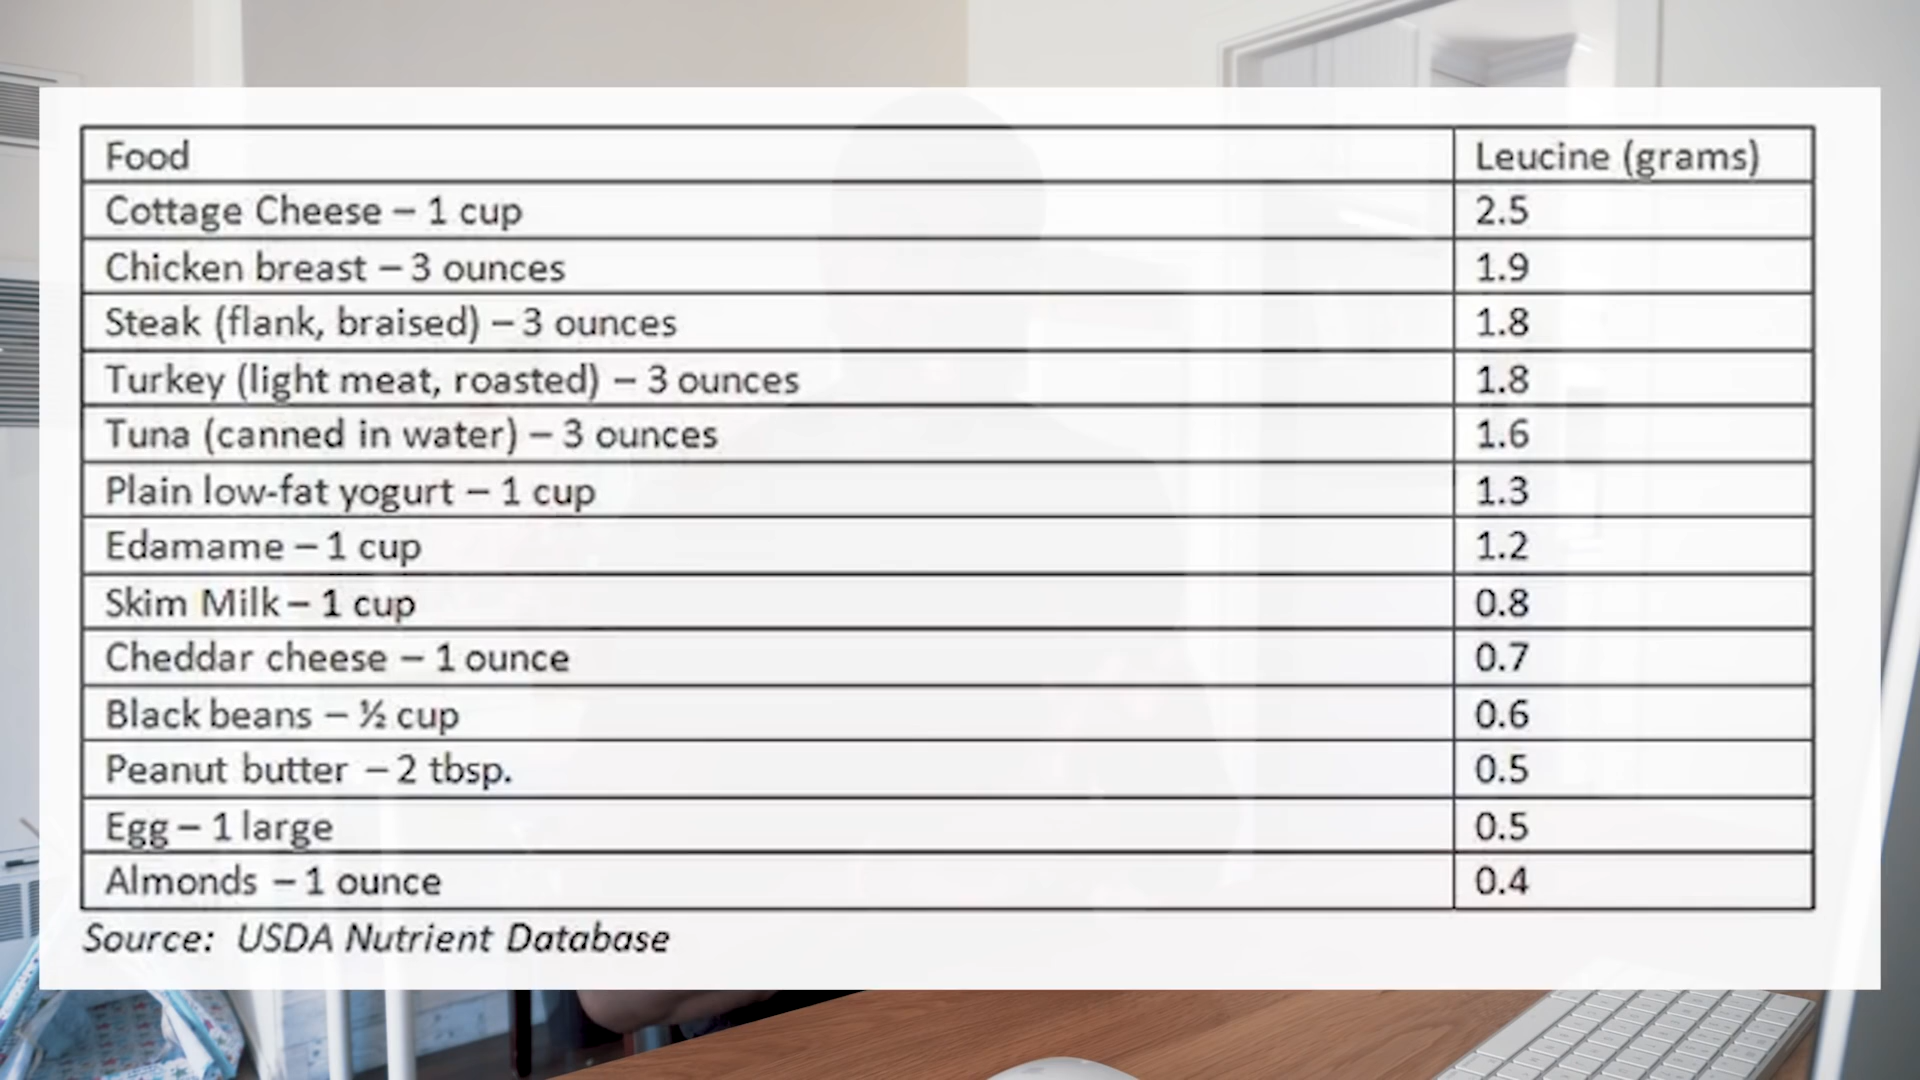 Food Leucine (grams)
Cottage Cheese – 1 cup 2.5
Chicken breast – 3 ounces 1.9
Steak (flank, braised) – 3 ounces 1.8
Turkey (light meat, roasted) – 3 ounces 1.8
Tuna (canned in water) – 3 ounces 1.6
Plain low-fat yogurt – 1 cup 1.3
Edamame – 1 cup 1.2
Skim Milk – 1 cup 0.8
Cheddar cheese – 1 ounce 0.7
Black beans – ½ cup 0.6
Peanut butter – 2 tbsp. 0.5
Egg – 1 large 0.5
Almonds – 1 ounce 0.4
Source: USDA Nutrient Database